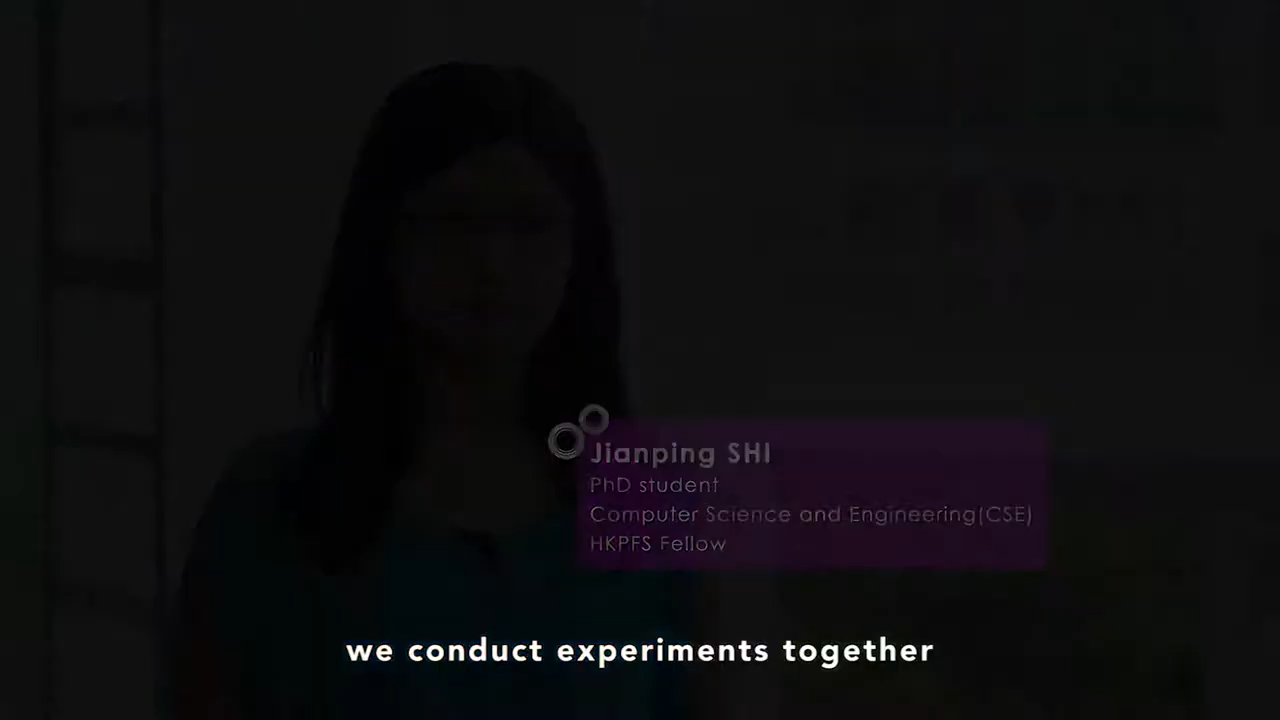 Jianping SHI
PhD student
Computer Science and Engineering(CSE)
HKPFS Fellow
we conduct experiments together